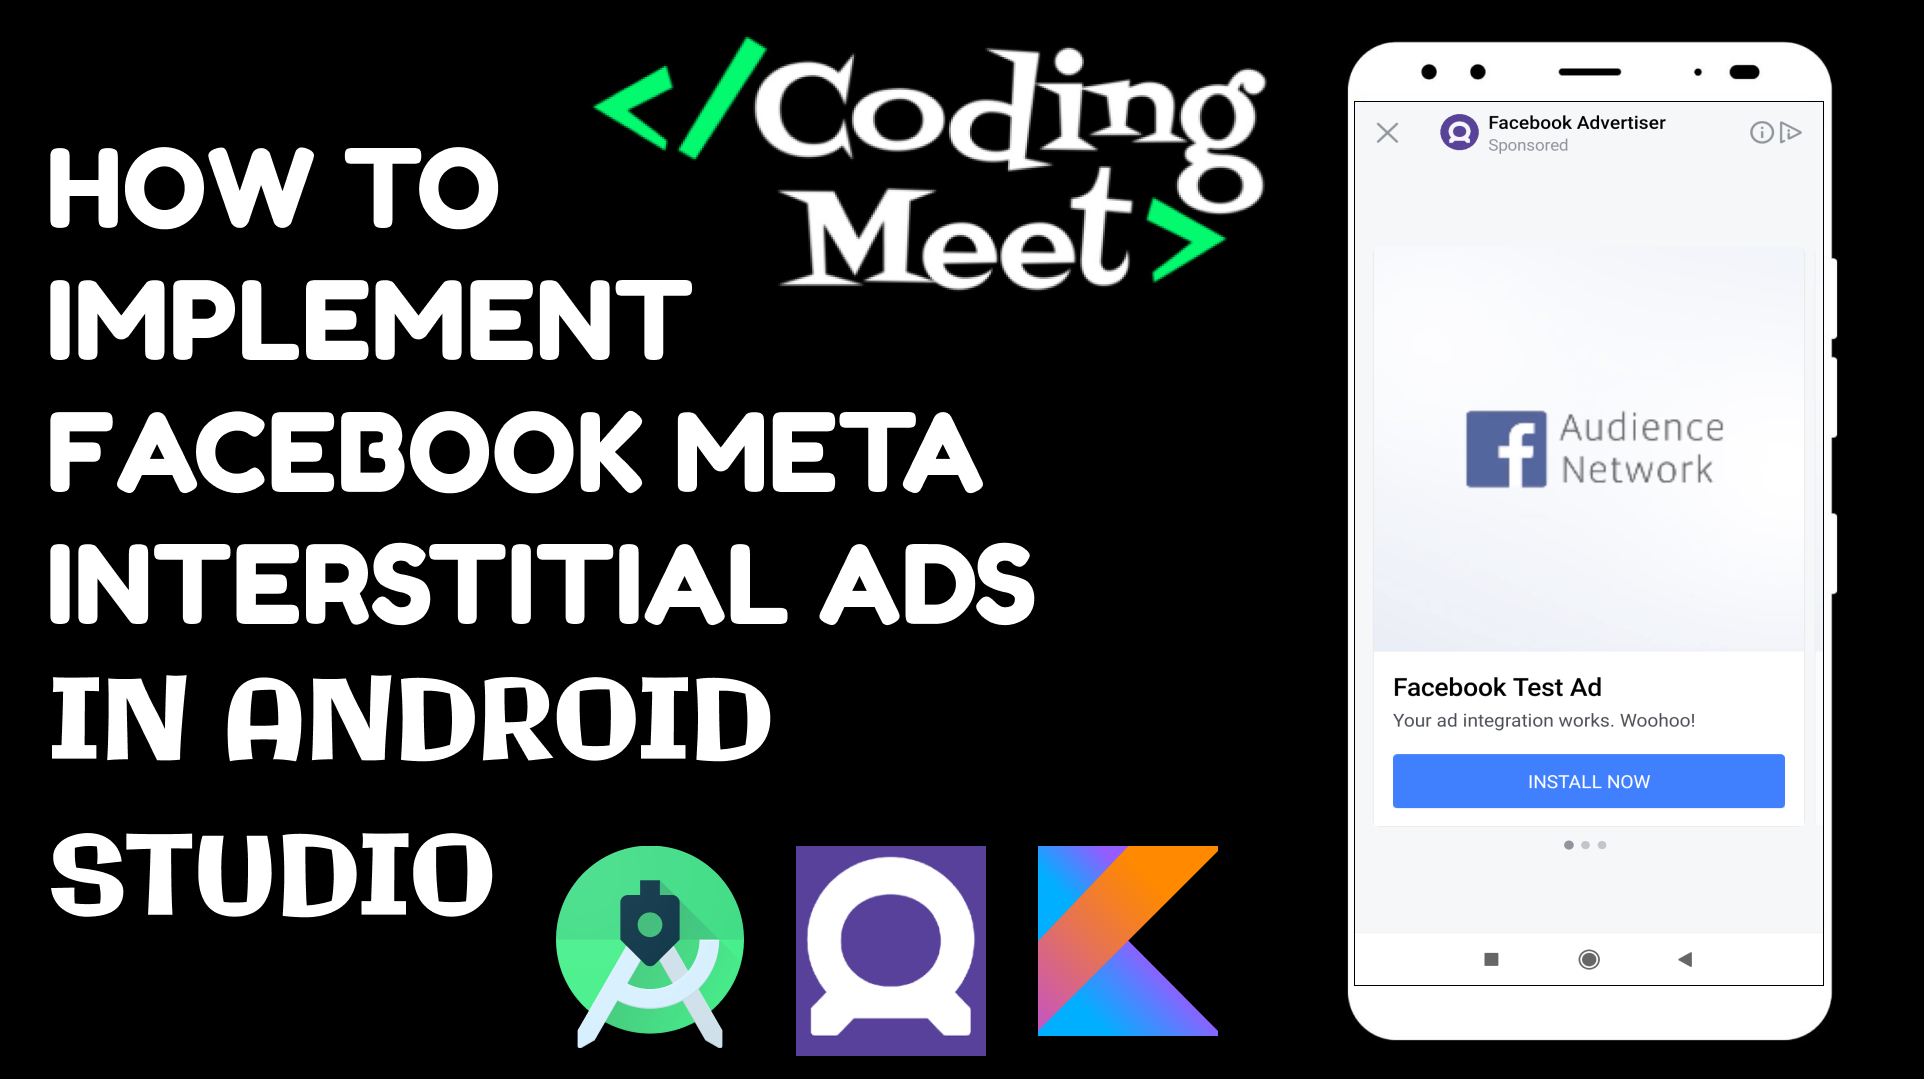 HOW TO
IMPLEMENT
FACEBOOK META
INTERSTITIAL ADS
IN ANDROID
STUDIO
</Coding
Meet>
Facebook Advertiser
Sponsored
f Audience
Network
Facebook Test Ad
Your ad integration works. Woohoo!
INSTALL NOW